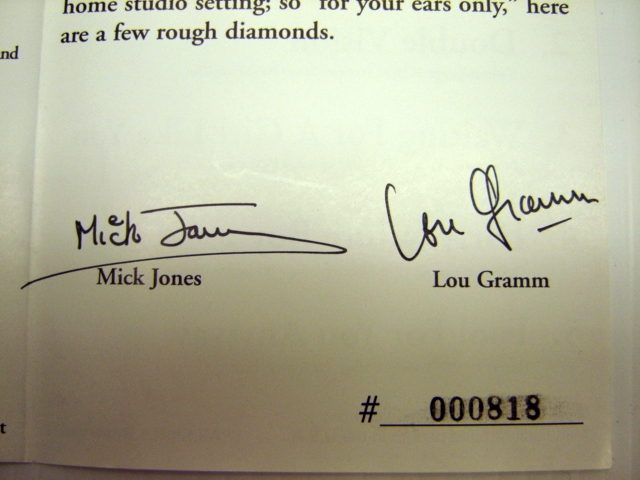 home studio setting; so "for your ears only," here
are a few rough diamonds.
nd
Mick Jones
Lou Gramm
Mick Jones
Lou Gramm
# 000818
t